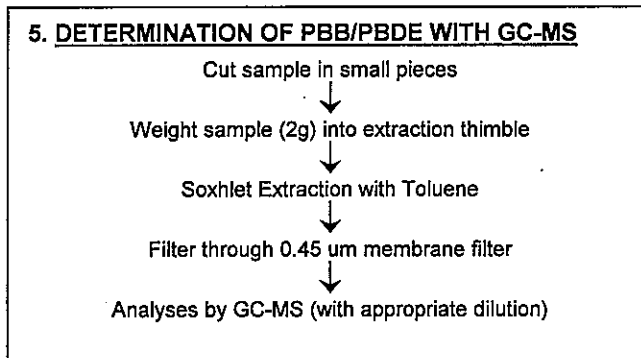 5. DETERMINATION OF PBB/PBDE WITH GC-MS
Cut sample in small pieces
Weight sample (2g) into extraction thimble
Soxhlet Extraction with Toluene
Filter through 0.45 um membrane filter
Analyses by GC-MS (with appropriate dilution)